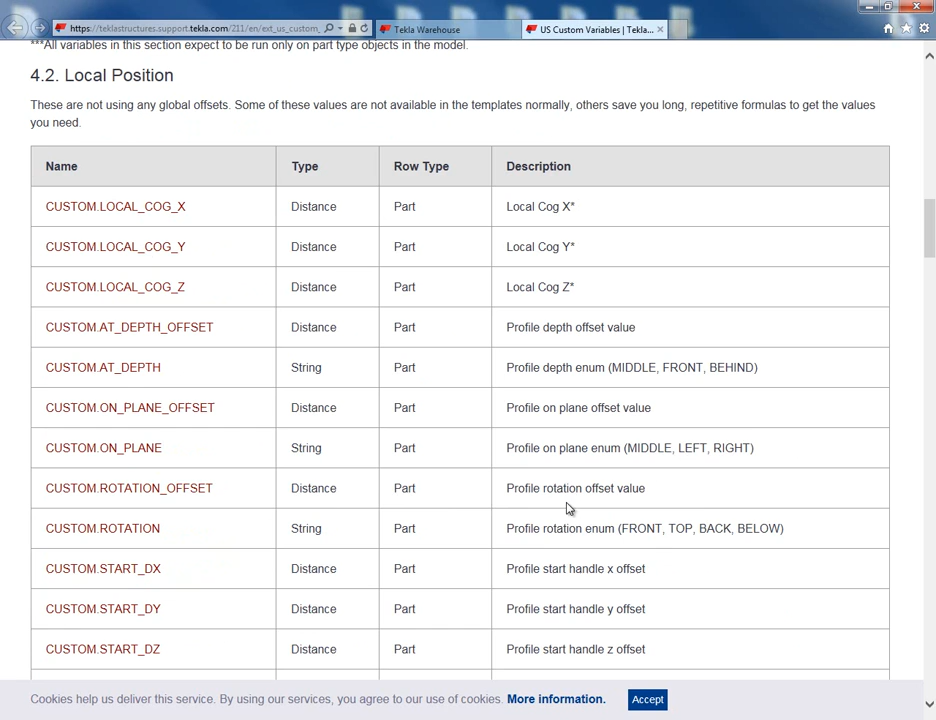 https://teklastructures.support.tekla.com/211/en/ext_us_custom_
Tekla Warehouse
US Custom Variables | Tekla...
***All variables in this section expect to be run only on part type objects in the model.
4.2. Local Position
These are not using any global offsets. Some of these values are not available in the templates normally, others save you long, repetitive formulas to get the values
you need.
Name Type Row Type Description
CUSTOM.LOCAL_COG_X Distance Part Local Cog X*
CUSTOM.LOCAL_COG_Y Distance Part Local Cog Y*
CUSTOM.LOCAL_COG_Z Distance Part Local Cog Z*
CUSTOM.AT_DEPTH_OFFSET Distance Part Profile depth offset value
CUSTOM.AT_DEPTH String Part Profile depth enum (MIDDLE, FRONT, BEHIND)
CUSTOM.ON_PLANE_OFFSET Distance Part Profile on plane offset value
CUSTOM.ON_PLANE String Part Profile on plane enum (MIDDLE, LEFT, RIGHT)
CUSTOM.ROTATION_OFFSET Distance Part Profile rotation offset value
CUSTOM.ROTATION String Part Profile rotation enum (FRONT, TOP, BACK, BELOW)
CUSTOM.START_DX Distance Part Profile start handle x offset
CUSTOM.START_DY Distance Part Profile start handle y offset
CUSTOM.START_DZ Distance Part Profile start handle z offset
Cookies help us deliver this service. By using our services, you agree to our use of cookies. More information. Accept